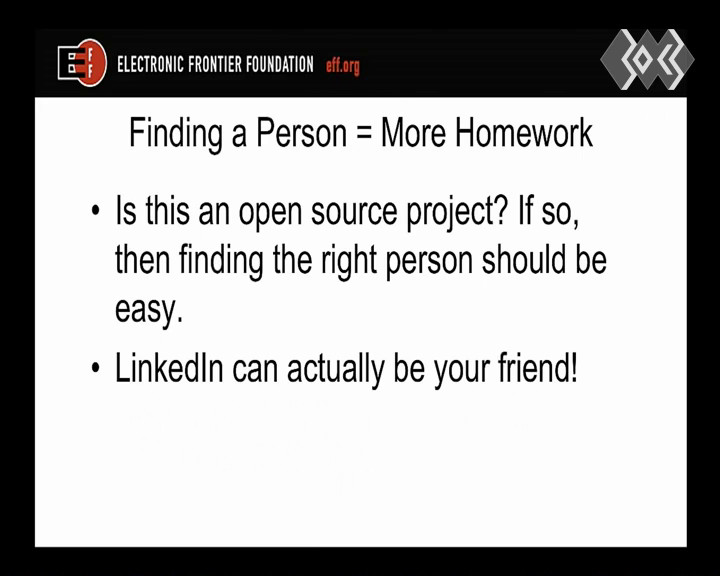 EFF
ELECTRONIC FRONTIER FOUNDATION eff.org
Finding a Person = More Homework
• Is this an open source project? If so,
then finding the right person should be
easy.
• LinkedIn can actually be your friend!